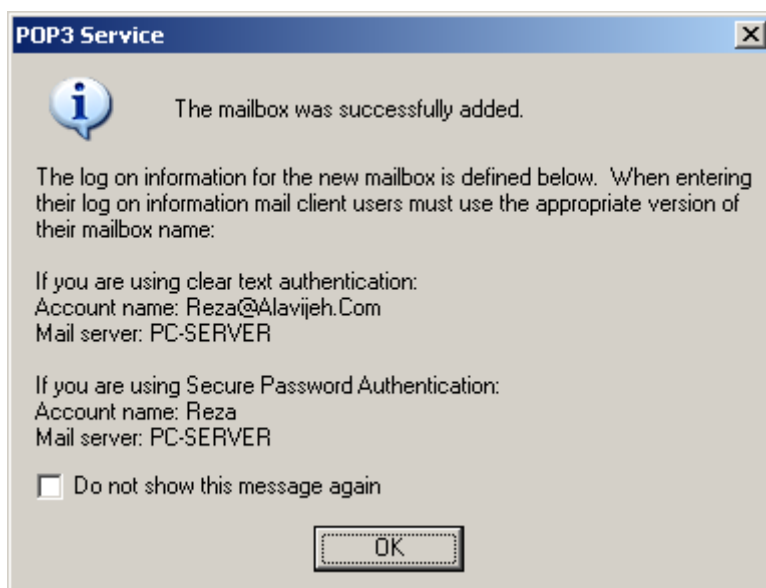 POP3 Service
The mailbox was successfully added.
The log on information for the new mailbox is defined below. When entering
their log on information mail client users must use the appropriate version of
their mailbox name:
If you are using clear text authentication:
Account name: Reza@Alavijeh.Com
Mail server: PC-SERVER
If you are using Secure Password Authentication:
Account name: Reza
Mail server: PC-SERVER
Do not show this message again
OK